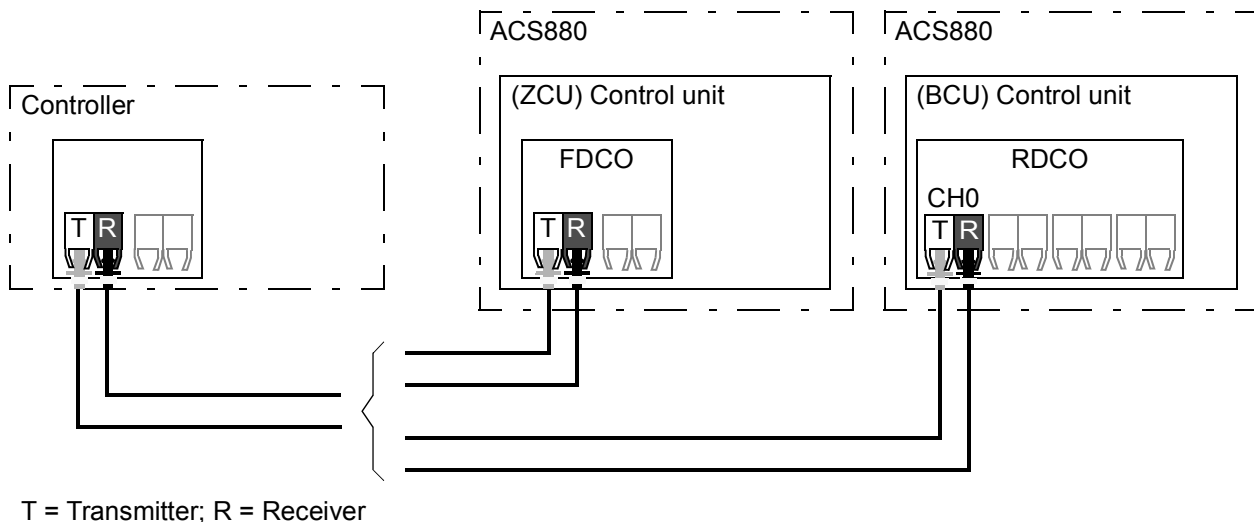 ACS880
ACS880
Controller
(ZCU) Control unit
(BCU) Control unit
FDCO
RDCO
CH0
T R
T R
T R
T = Transmitter; R = Receiver